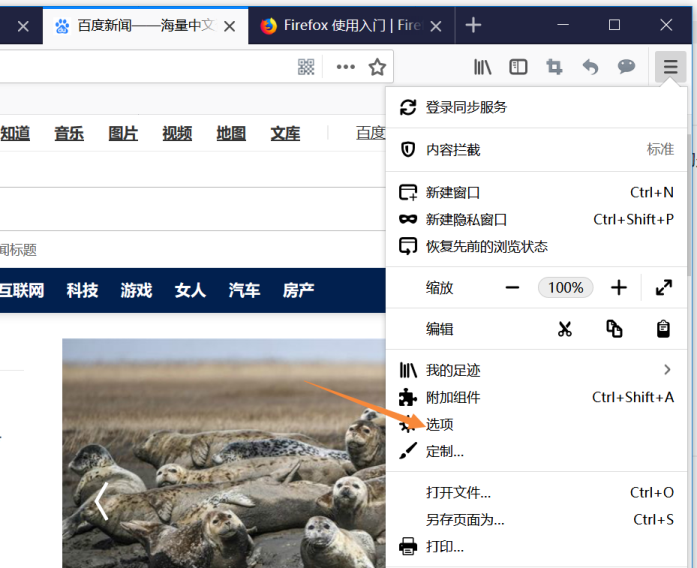 百度新闻——海量中文
Firefox 使用入门 | Fire
登录同步服务
知道 音乐 图片 视频 地图 文库 百度
内容拦截 标准
新建窗口 Ctrl+N
新建隐私窗口 Ctrl+Shift+P
恢复先前的浏览状态
闻标题
互联网 科技 游戏 女人 汽车 房产
缩放 100%
编辑
我的足迹
附加组件 Ctrl+Shift+A
选项
定制...
打开文件... Ctrl+O
另存页面为... Ctrl+S
打印...